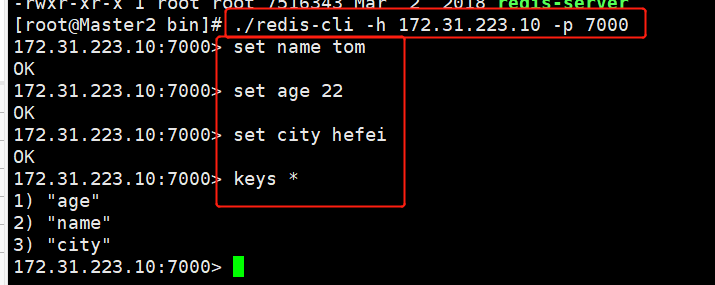 -rwxr-xr-x 1 root root 7516343 Mar  2  2018 redis-server
[root@Master2 bin]# ./redis-cli -h 172.31.223.10 -p 7000
172.31.223.10:7000> set name tom
OK
172.31.223.10:7000> set age 22
OK
172.31.223.10:7000> set city hefei
OK
172.31.223.10:7000> keys *
1) "age"
2) "name"
3) "city"
172.31.223.10:7000>